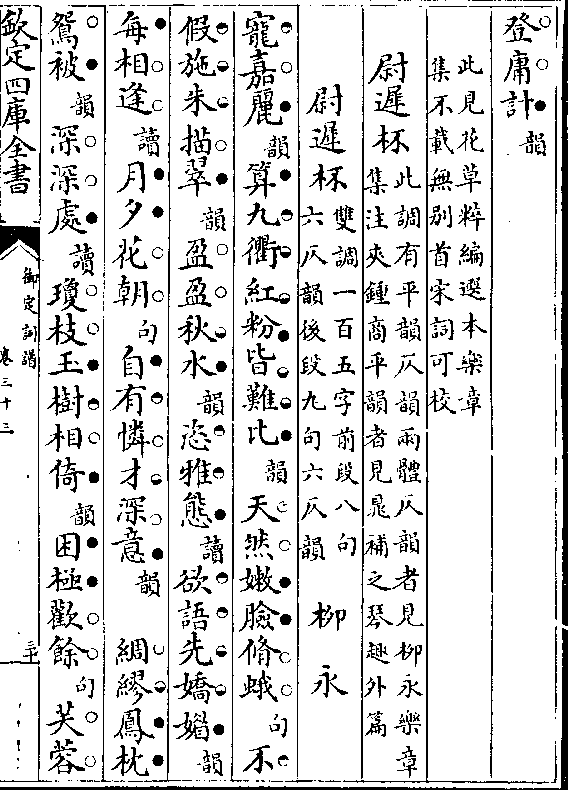 登庸計韻
此見花草粹編選本樂章
集不載無別首宋詞可校
尉遲杯此調有平韻仄韻兩體仄韻者見柳永樂章
集注夾鍾商平韻者見晁補之琴趣外篇
尉遲杯雙調一百五字前段八句
六仄韻後段九句六仄韻
柳永
寵嘉麗韻算九衢紅粉皆難比韻天然嫩臉脩蛾句不
假施朱描翠韻盈盈秋水韻恣雅態讀欲語先嬌媚韻
每相逢讀月夕花朝句自有憐才深意韻 綢繆鳳枕
鴛被韻深深處讀瓊枝玉樹相倚韻困極歡餘句芙蓉
欽定四庫全書
御定詞譜
卷三十三